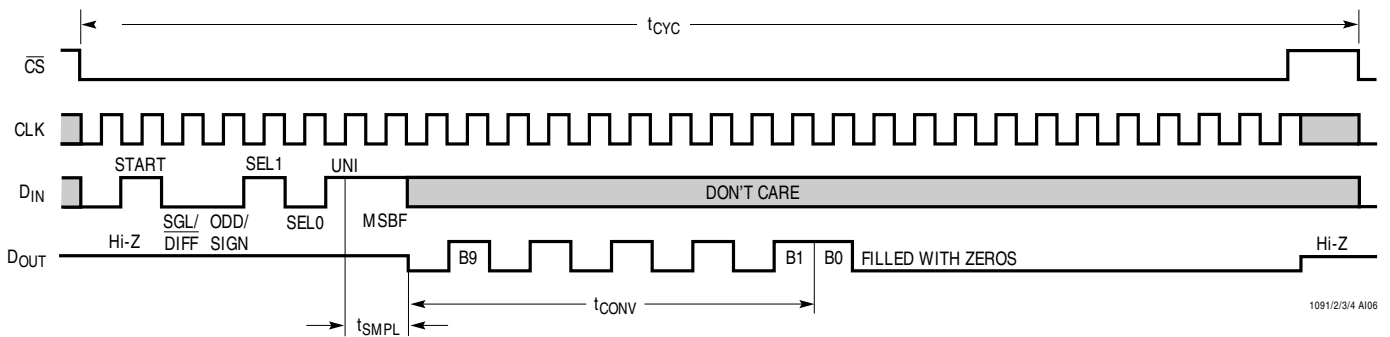 tCYC
CS
CLK
START
SEL1
UNI
DIN
DON'T CARE
SGL/
DIFF
ODD/
SIGN
SEL0
MSBF
Hi-Z
DOUT
B9
B1
B0
FILLED WITH ZEROS
Hi-Z
tCONV
tSMPL
1091/2/3/4 AI06